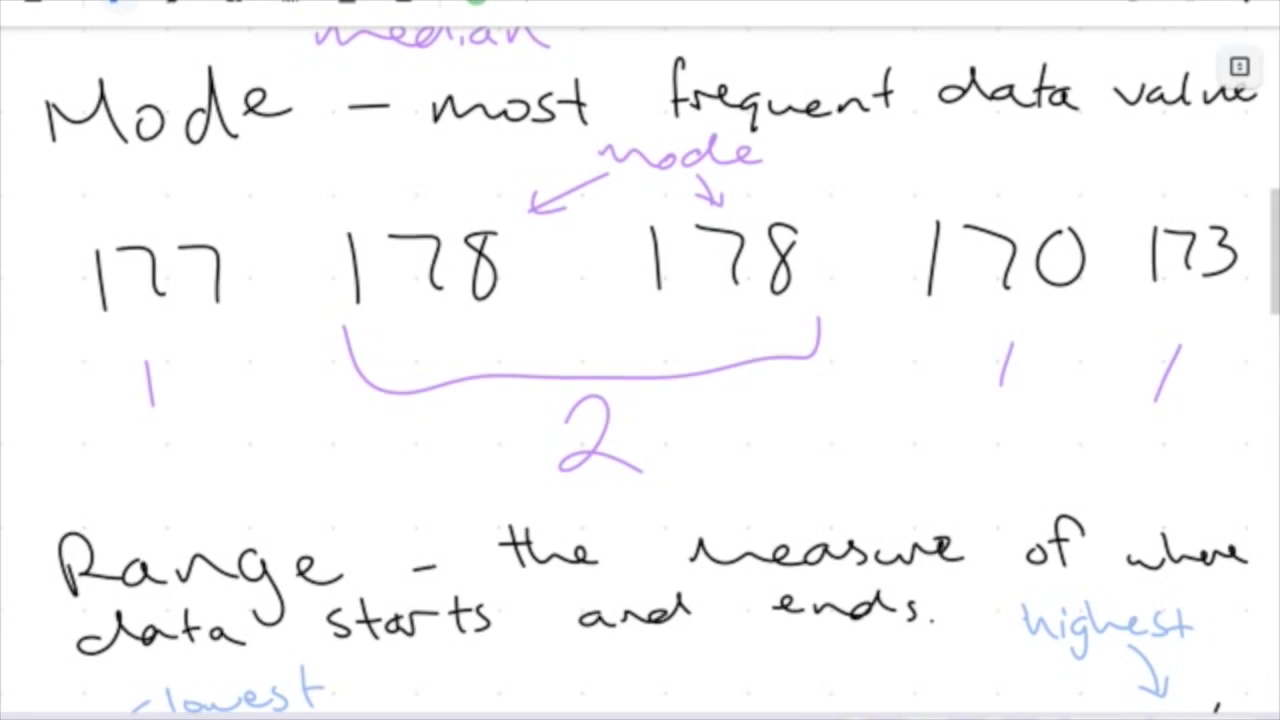 median
Mode - most frequent data value
mode
177 178 178 170 173
1 2 1 1
Range - the measure of where
data starts and ends.
highest
lowest